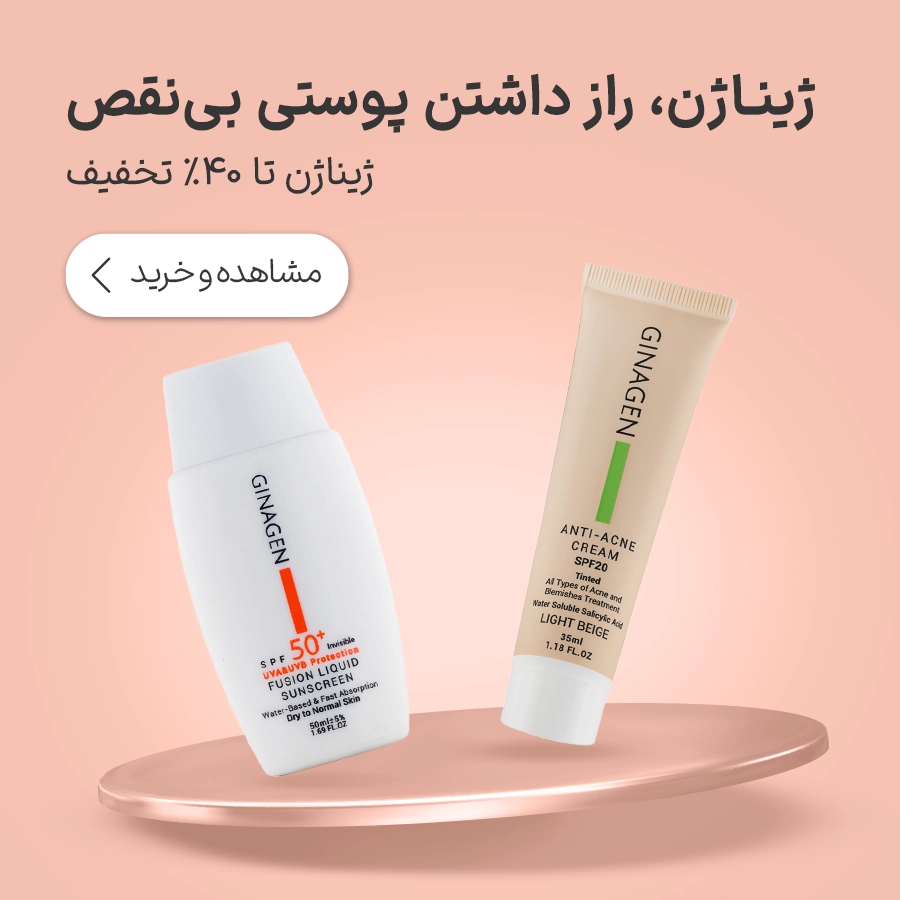 ژیناژن، راز داشتن پوستی بی‌نقص
ژیناژن تا ۴۰٪ تخفیف
مشاهده و خرید
GINAGEN
SPF 50+ Invisible
UVA&UVB Protection
FUSION LIQUID
SUNSCREEN
Water-Based & Fast Absorption
Dry to Normal Skin
50ml±5%
1.69 FL.OZ
GINAGEN
ANTI-ACNE
CREAM
SPF20
Tinted
All Types of Acne and
Blemishes Treatment
Water Soluble Salicylic Acid
LIGHT BEIGE
35ml
1.18 FL.OZ